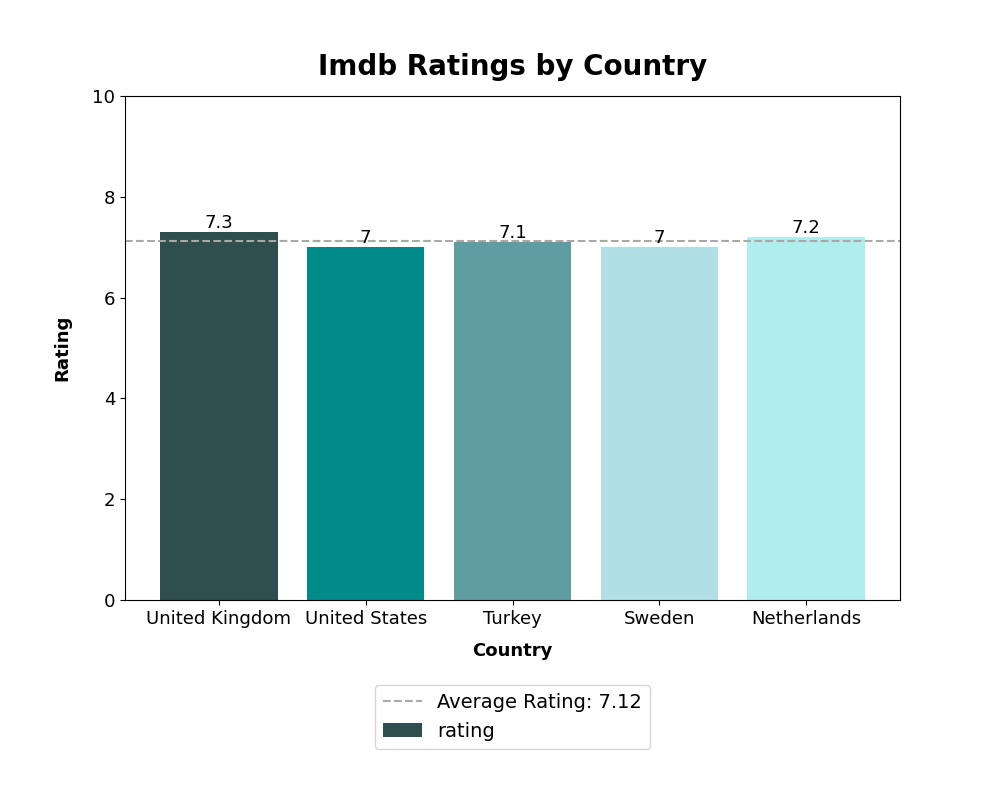 Imdb Ratings by Country
10
8
6
4
2
0
Rating
7.3
7
7.1
7
7.2
United Kingdom
United States
Turkey
Sweden
Netherlands
Country
Average Rating: 7.12
rating